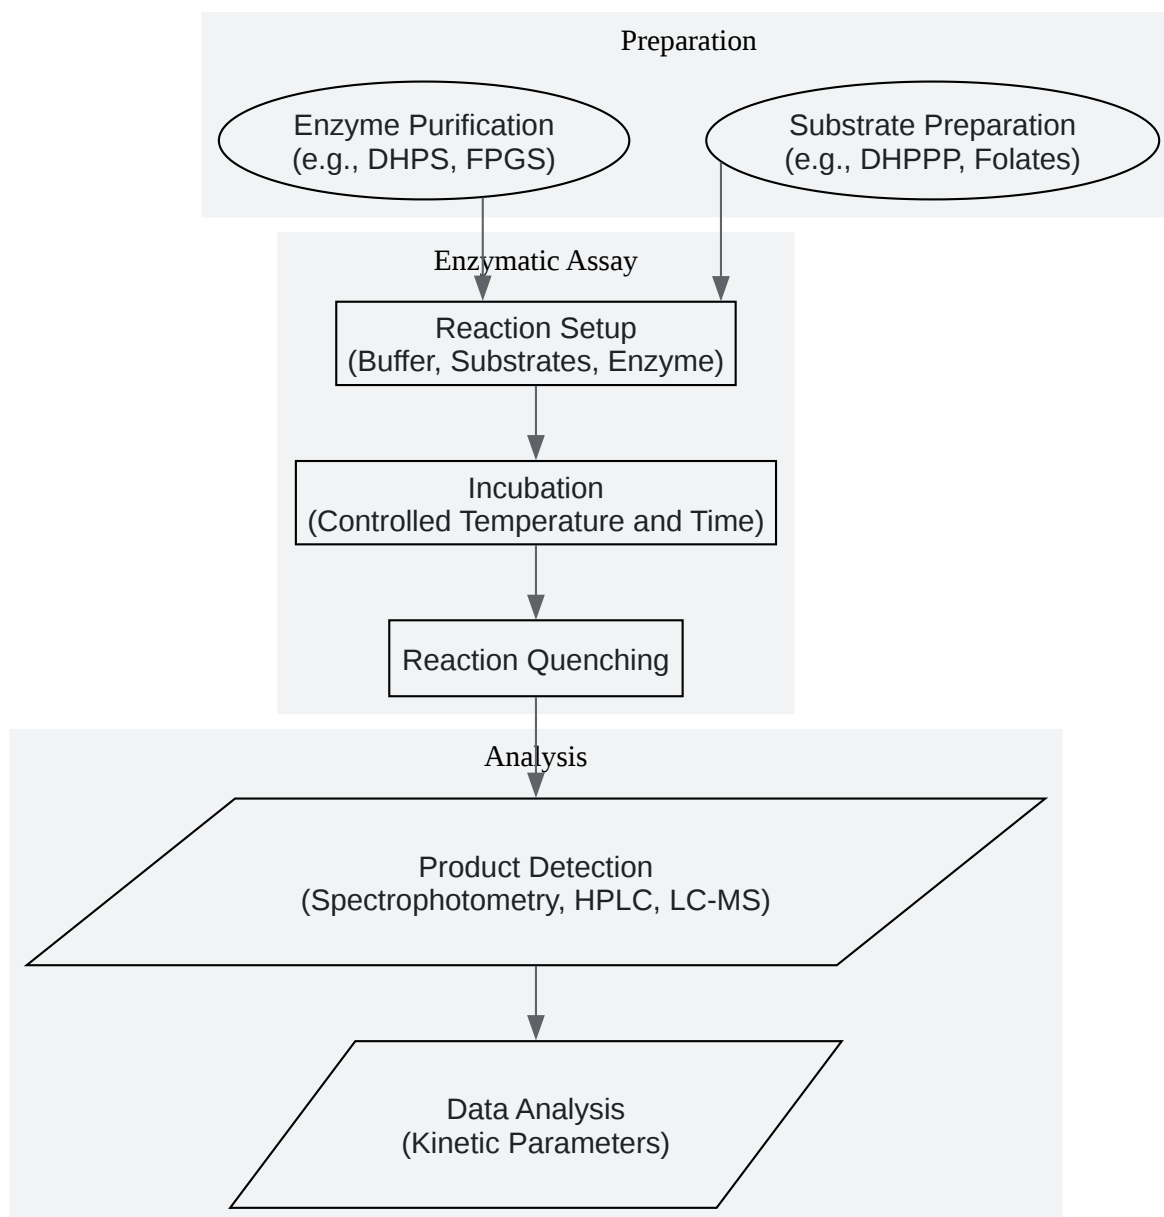 Preparation
Enzyme Purification
(e.g., DHPS, FPGS)
Substrate Preparation
(e.g., DHPPP, Folates)
Enzymatic Assay
Reaction Setup
(Buffer, Substrates, Enzyme)
Incubation
(Controlled Temperature and Time)
Reaction Quenching
Analysis
Product Detection
(Spectrophotometry, HPLC, LC-MS)
Data Analysis
(Kinetic Parameters)